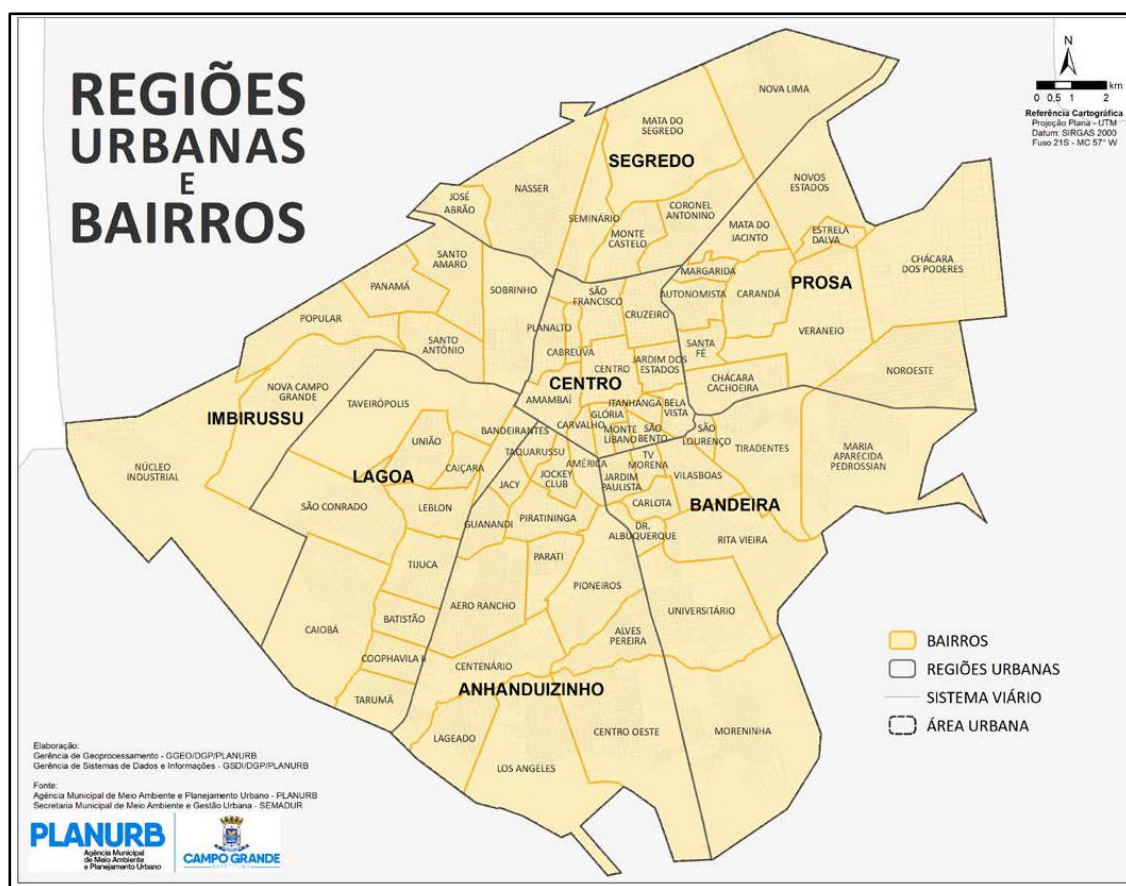 REGIÕES
URBANAS
E
BAIRROS
N
km
0 0,5 1 2
Referência Cartográfica
Projeção Plana - UTM
Datum: SIRGAS 2000
Fuso 21S - MC 57° W
NOVA LIMA
MATA DO
SEGREDO
SEGREDO
NOVOS
ESTADOS
JOSÉ
ABRÃO
NASSER
SEMINÁRIO
CORONEL
ANTONINO
MONTE
CASTELO
MATA DO
JACINTO
ESTRELA
DALVA
CHÁCARA
DOS PODERES
SANTO
AMARO
PANAMÁ
SOBRINHO
SÃO
FRANCISCO
MARGARIDA
AUTONOMISTA
CARANDÁ
PROSA
POPULAR
SANTO
ANTÔNIO
PLANALTO
CRUZEIRO
VERANEIO
CABREÚVA
CENTRO
JARDIM DOS
ESTADOS
SANTA
FÉ
CHÁCARA
CACHOEIRA
NOROESTE
NOVA CAMPO
GRANDE
IMBIRUSSU
TAVEIRÓPOLIS
CENTRO
AMAMBAÍ
ITANHANGÁ
BELA
VISTA
GLÓRIA
CARVALHO
MONTE
LÍBANO
SÃO
BENTO
SÃO
LOURENÇO
TIRADENTES
MARIA
APARECIDA
PEDROSSIAN
UNIÃO
BANDEIRANTES
TAQUARUSSU
NÚCLEO
INDUSTRIAL
LAGOA
CAIÇARA
JACY
JOCKEY
CLUB
AMÉRICA
TV
MORENA
JARDIM
PAULISTA
VILASBOAS
SÃO CONRADO
LEBLON
GUANANDI
PIRATININGA
CARLOTA
BANDEIRA
DR.
ALBUQUERQUE
RITA VIEIRA
TIJUCA
PARATI
PIONEIROS
AERO RANCHO
UNIVERSITÁRIO
CAIOBÁ
BATISTÃO
ALVES
PEREIRA
COOPHAVILA II
CENTENÁRIO
ANHANDUIZINHO
TARUMÃ
LAGEADO
LOS ANGELES
CENTRO OESTE
MORENINHA
BAIRROS
REGIÕES URBANAS
SISTEMA VIÁRIO
ÁREA URBANA
Elaboração:
Gerência de Geoprocessamento - GGEO/DGP/PLANURB
Gerência de Sistemas de Dados e Informações - GSDI/DGP/PLANURB
Fonte:
Agência Municipal de Meio Ambiente e Planejamento Urbano - PLANURB
Secretaria Municipal de Meio Ambiente e Gestão Urbana - SEMADUR
PLANURB
Agência Municipal
de Meio Ambiente
e Planejamento Urbano
CAMPO GRANDE